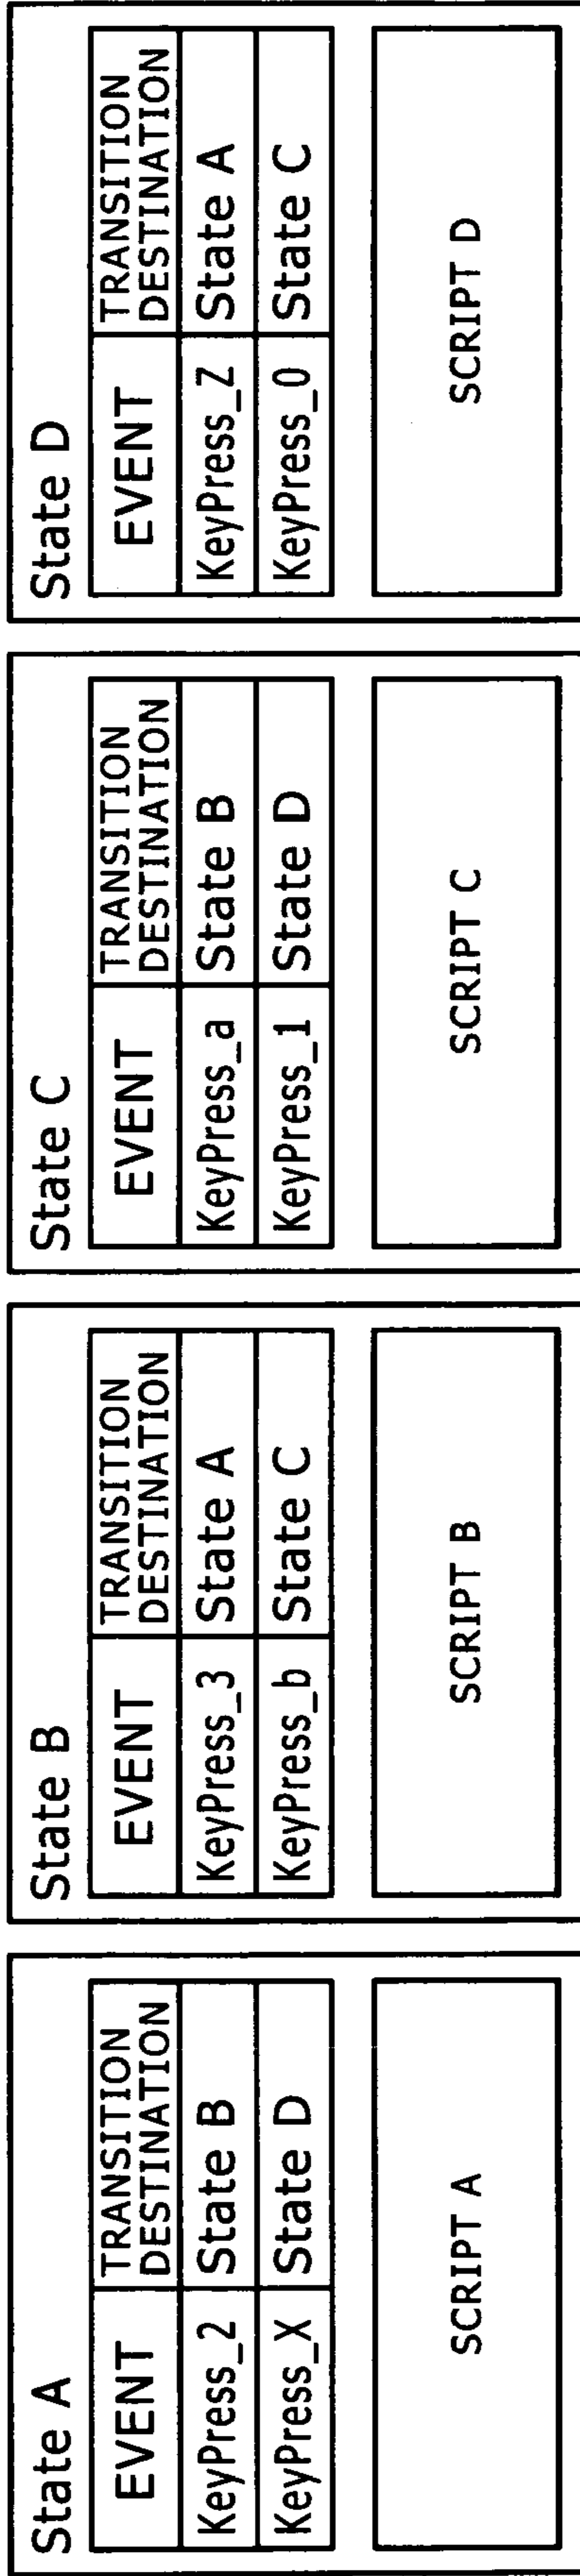 State A
EVENT
TRANSITION
DESTINATION
KeyPress_2
State B
KeyPress_X
State D
SCRIPT A
State B
EVENT
TRANSITION
DESTINATION
KeyPress_3
State A
KeyPress_b
State C
SCRIPT B
State C
EVENT
TRANSITION
DESTINATION
KeyPress_a
State B
KeyPress_1
State D
SCRIPT C
State D
EVENT
TRANSITION
DESTINATION
KeyPress_Z
State A
KeyPress_0
State C
SCRIPT D